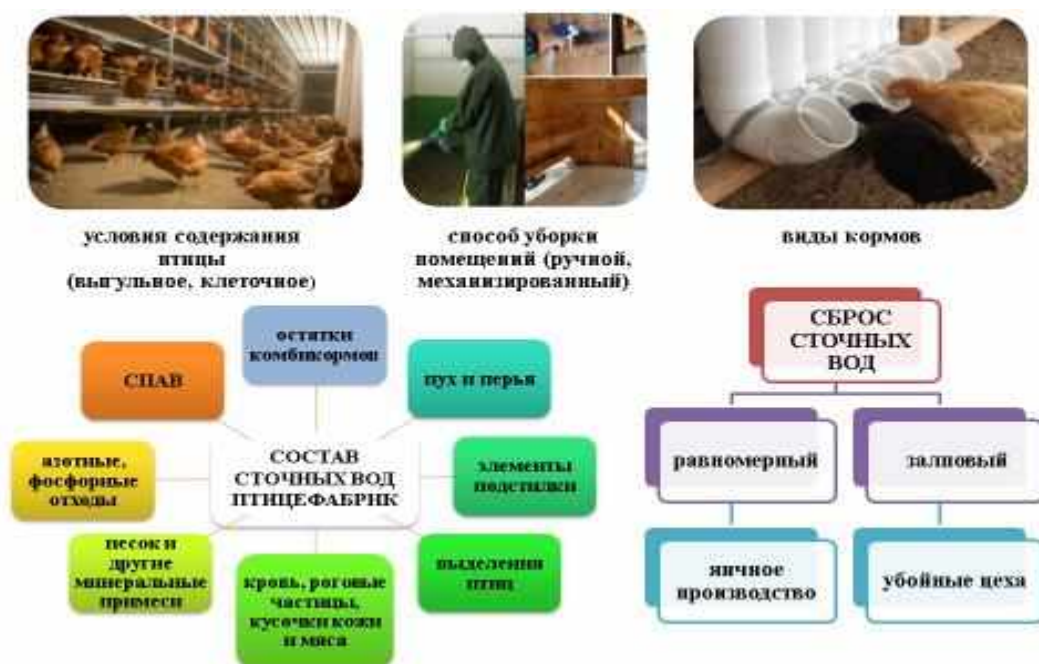 условия содержания
птицы
(выгульное, клеточное)
способ уборки
помещений (ручной,
механизированный)
виды кормов
остатки
комбикормов
СПАВ
пух и перья
азотные,
фосфорные
отходы
СОСТАВ
СТОЧНЫХ ВОД
ПТИЦЕФАБРИК
элементы
подстилки
песок и
другие
минеральные
примеси
кровь, роговые
частицы,
кусочки кожи
и мяса
выделения
птиц
СБРОС
СТОЧНЫХ
ВОД
равномерный
залповый
яичное
производство
убойные цеха